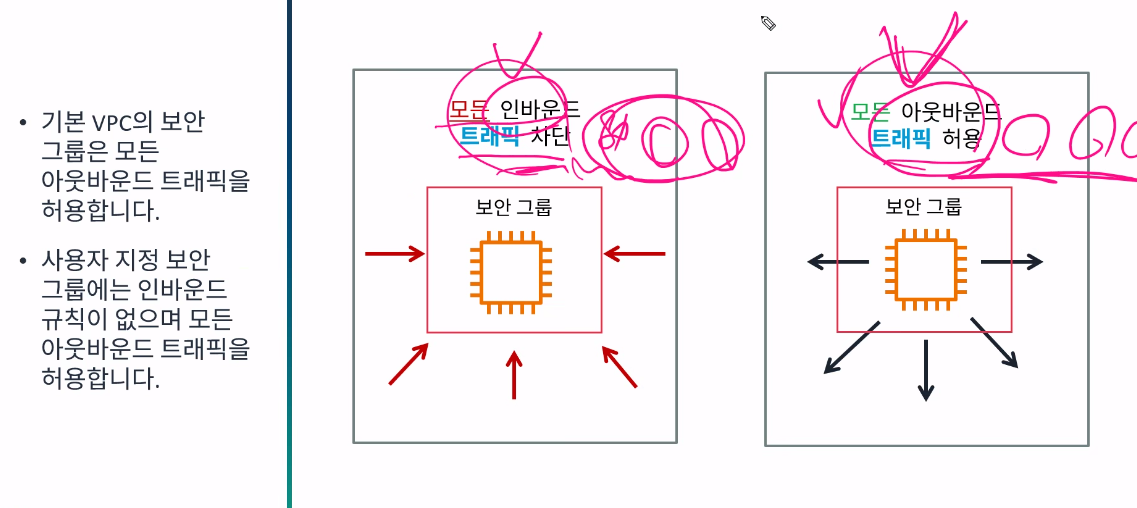 • 기본 VPC의 보안
그룹은 모든
아웃바운드 트래픽을
허용합니다.
• 사용자 지정 보안
그룹에는 인바운드
규칙이 없으며 모든
아웃바운드 트래픽을
허용합니다.
모든 인바운드
트래픽 차단
보안 그룹
모든 아웃바운드
트래픽 허용
보안 그룹